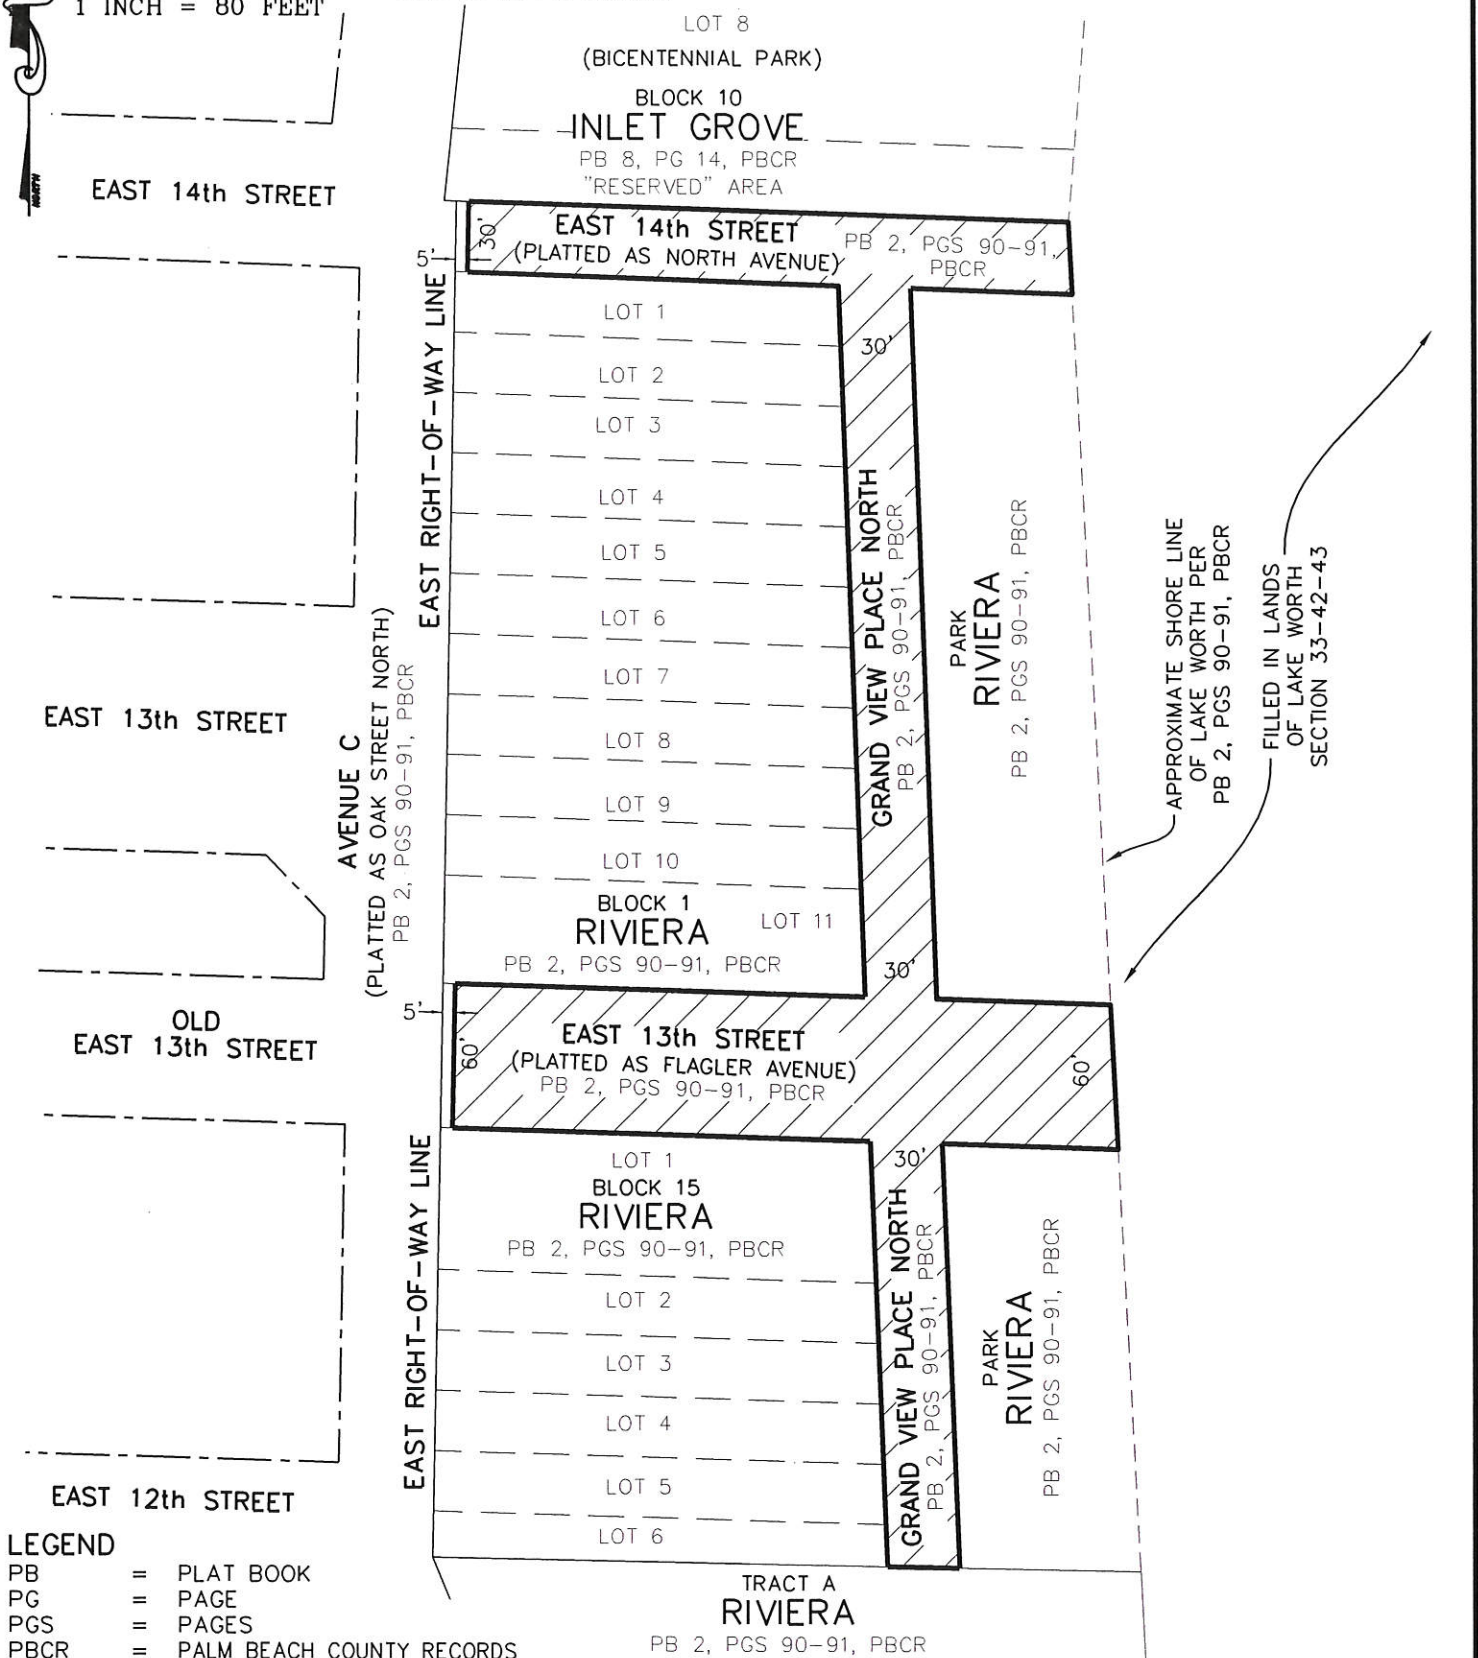 1 INCH = 80 FEET
NORTH
LOT 8
(BICENTENNIAL PARK)
BLOCK 10
INLET GROVE
PB 8, PG 14, PBCR
"RESERVED" AREA
EAST 14th STREET
EAST 14th STREET
(PLATTED AS NORTH AVENUE)
PB 2, PGS 90-91,
PBCR
30'
5'
EAST RIGHT-OF-WAY LINE
LOT 1
LOT 2
LOT 3
LOT 4
LOT 5
LOT 6
LOT 7
LOT 8
LOT 9
LOT 10
BLOCK 1
RIVIERA
LOT 11
PB 2, PGS 90-91, PBCR
30'
GRAND VIEW PLACE NORTH
PB 2, PGS 90-91, PBCR
30'
PARK
RIVIERA
PB 2, PGS 90-91, PBCR
APPROXIMATE SHORE LINE
OF LAKE WORTH PER
PB 2, PGS 90-91, PBCR
FILLED IN LANDS
OF LAKE WORTH
SECTION 33-42-43
EAST 13th STREET
AVENUE C
(PLATTED AS OAK STREET NORTH)
PB 2, PGS 90-91, PBCR
OLD
EAST 13th STREET
5'
60'
EAST 13th STREET
(PLATTED AS FLAGLER AVENUE)
PB 2, PGS 90-91, PBCR
60'
EAST RIGHT-OF-WAY LINE
LOT 1
BLOCK 15
RIVIERA
PB 2, PGS 90-91, PBCR
LOT 2
LOT 3
LOT 4
LOT 5
LOT 6
30'
GRAND VIEW PLACE NORTH
PB 2, PGS 90-91, PBCR
PARK
RIVIERA
PB 2, PGS 90-91, PBCR
EAST 12th STREET
TRACT A
RIVIERA
PB 2, PGS 90-91, PBCR
LEGEND
PB = PLAT BOOK
PG = PAGE
PGS = PAGES
PBCR = PALM BEACH COUNTY RECORDS